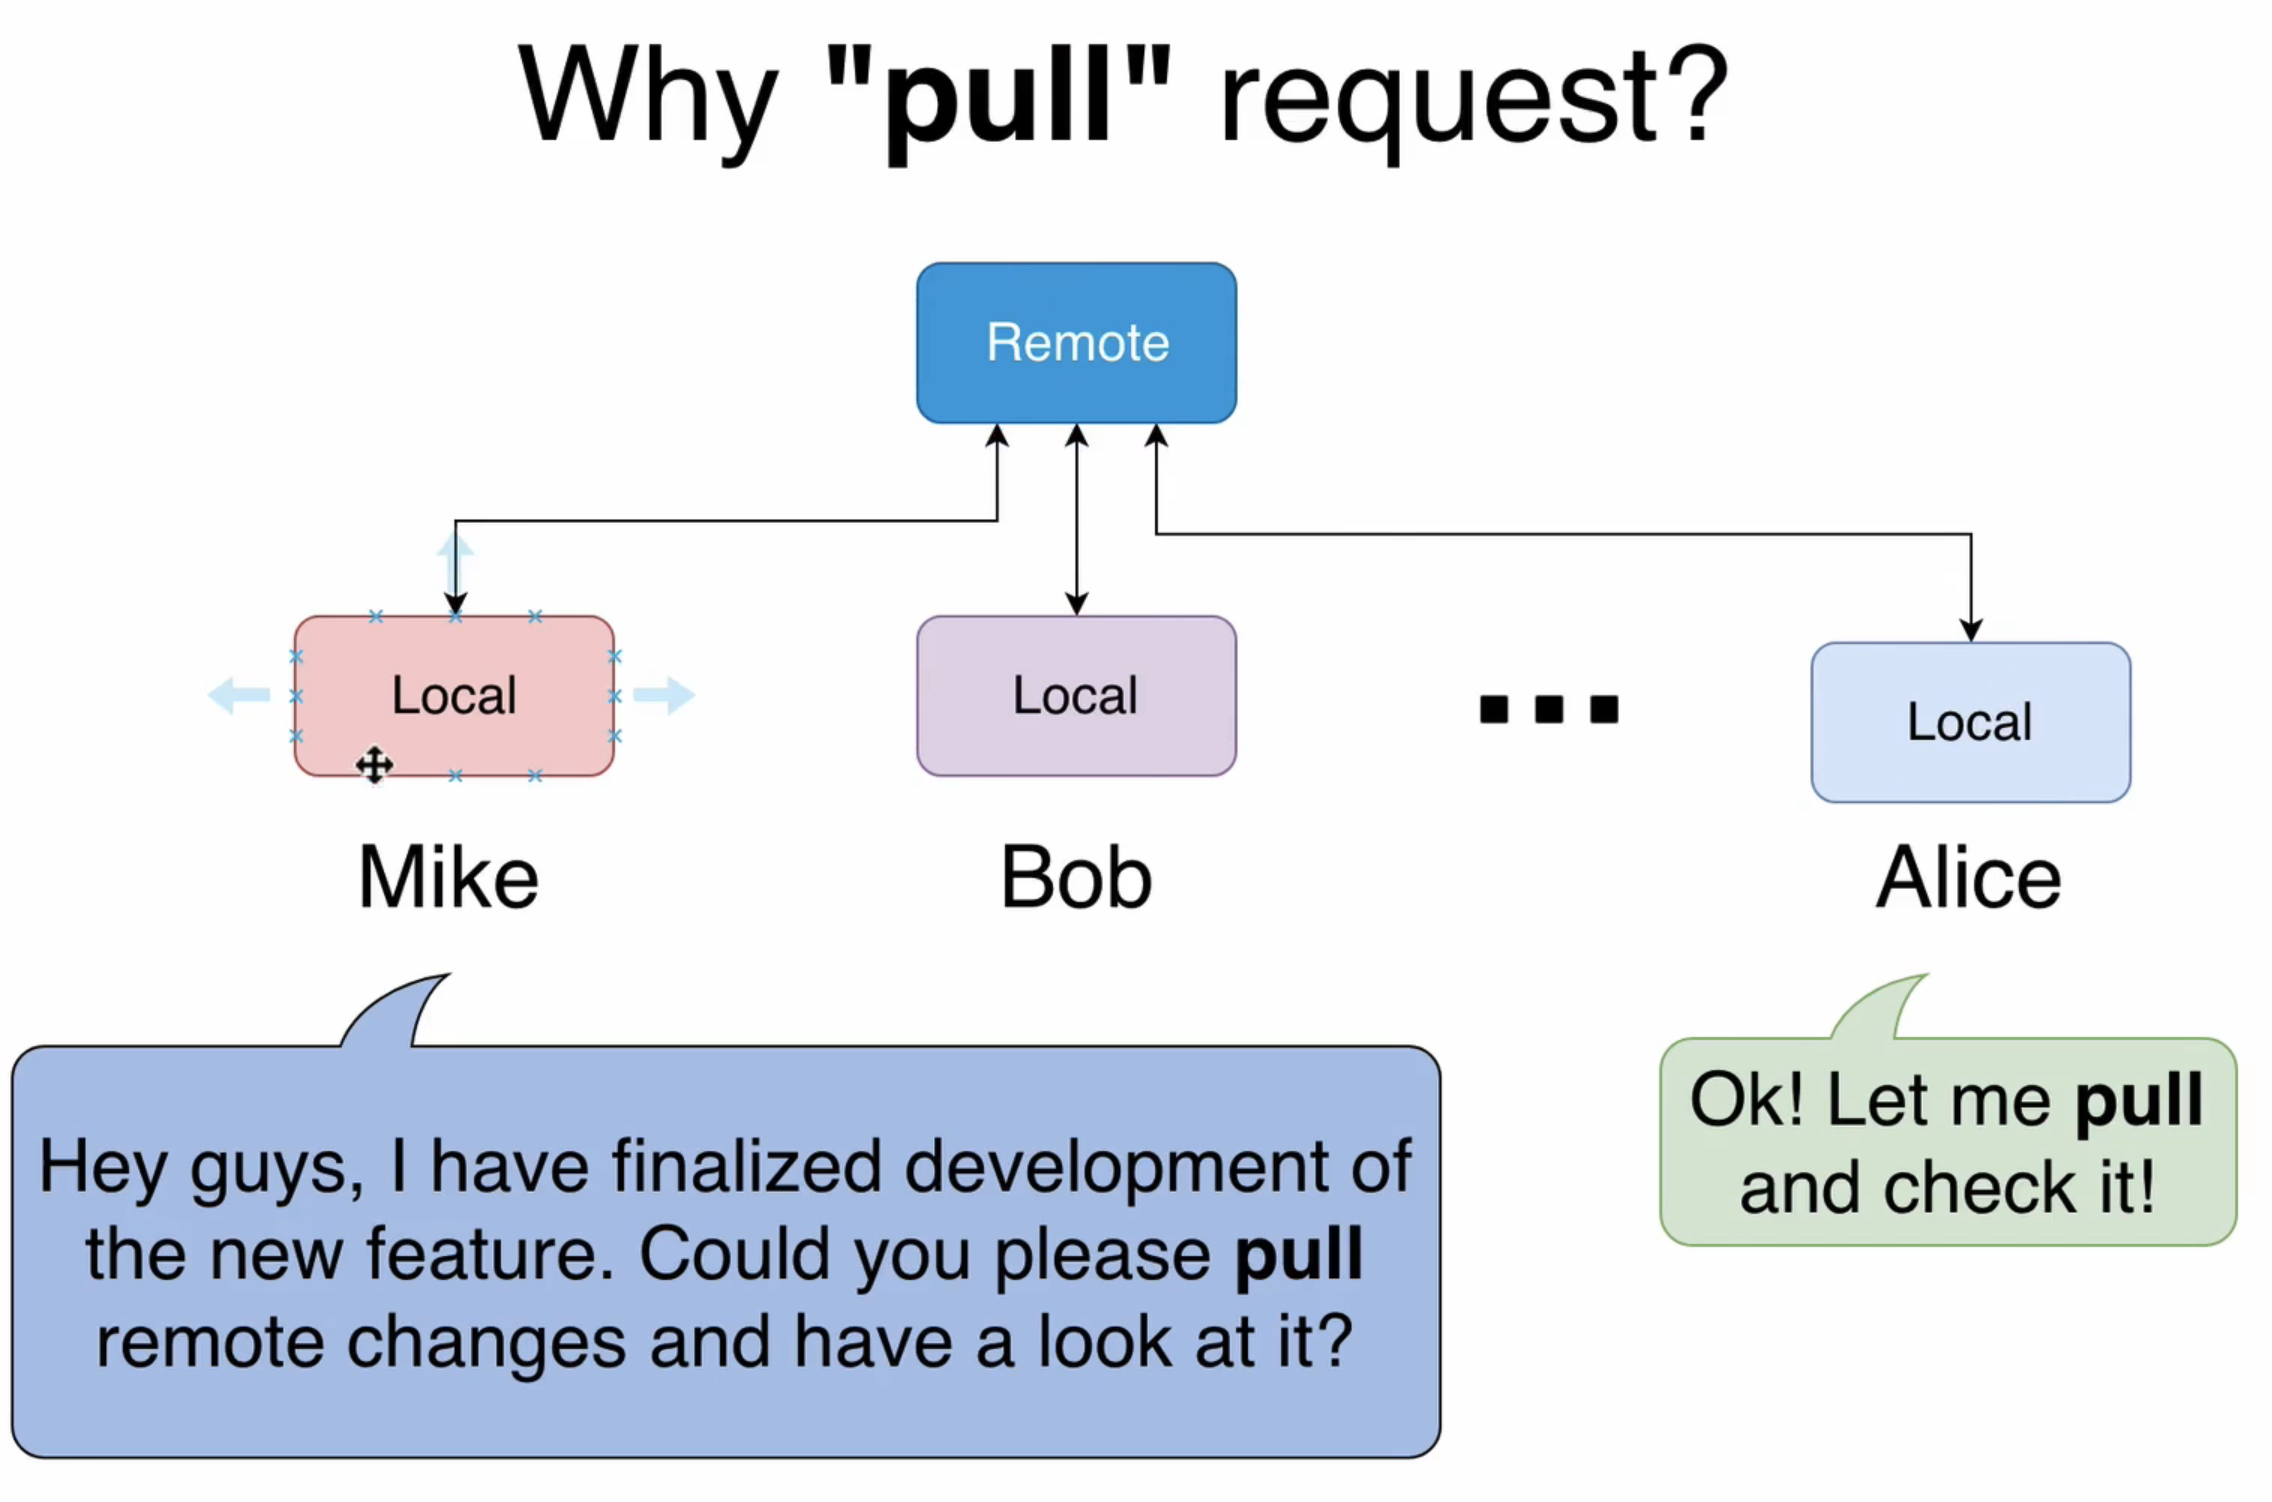 Why "pull" request?
Remote
Local
Local
Local
Mike
Bob
Alice
Hey guys, I have finalized development of
the new feature. Could you please pull
remote changes and have a look at it?
Ok! Let me pull
and check it!